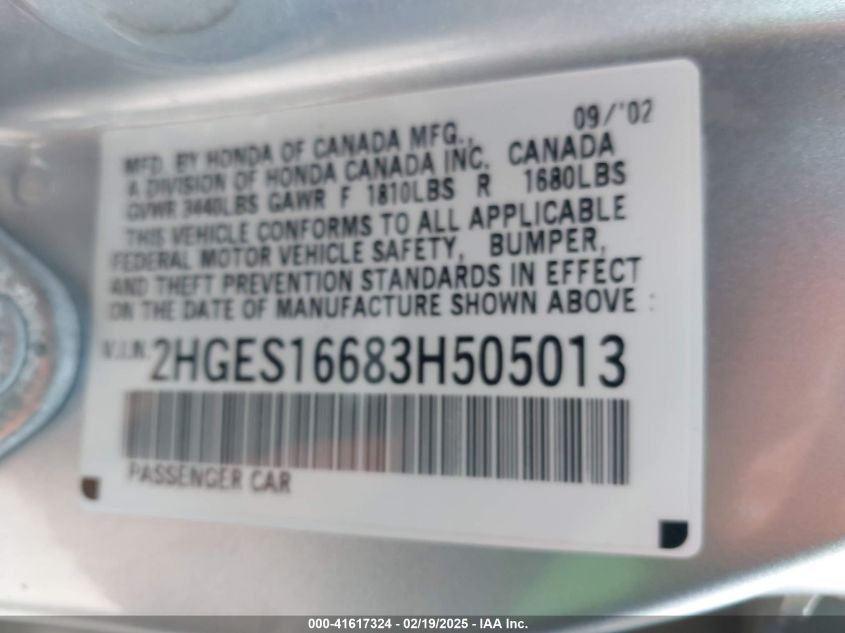 09/'02
MFD. BY HONDA OF CANADA MFG.,
A DIVISION OF HONDA CANADA INC. CANADA
GVWR 3440LBS GAWR F 1810LBS R 1680LBS
THIS VEHICLE CONFORMS TO ALL APPLICABLE
FEDERAL MOTOR VEHICLE SAFETY, BUMPER,
AND THEFT PREVENTION STANDARDS IN EFFECT
ON THE DATE OF MANUFACTURE SHOWN ABOVE :
V.I.N. 2HGES16683H505013
PASSENGER CAR
000-41617324 / 02/19/2025 - IAA Inc.